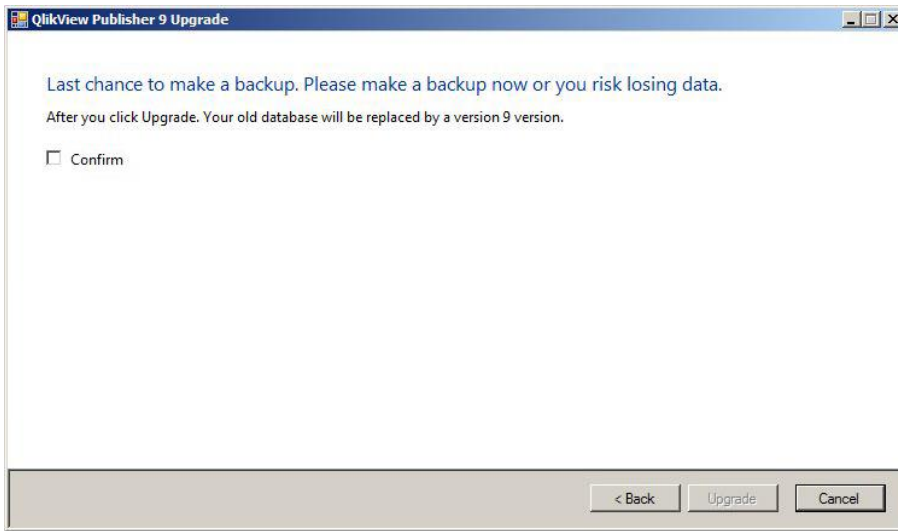 QlikView Publisher 9 Upgrade
Last chance to make a backup. Please make a backup now or you risk losing data.
After you click Upgrade. Your old database will be replaced by a version 9 version.
Confirm
< Back Upgrade Cancel